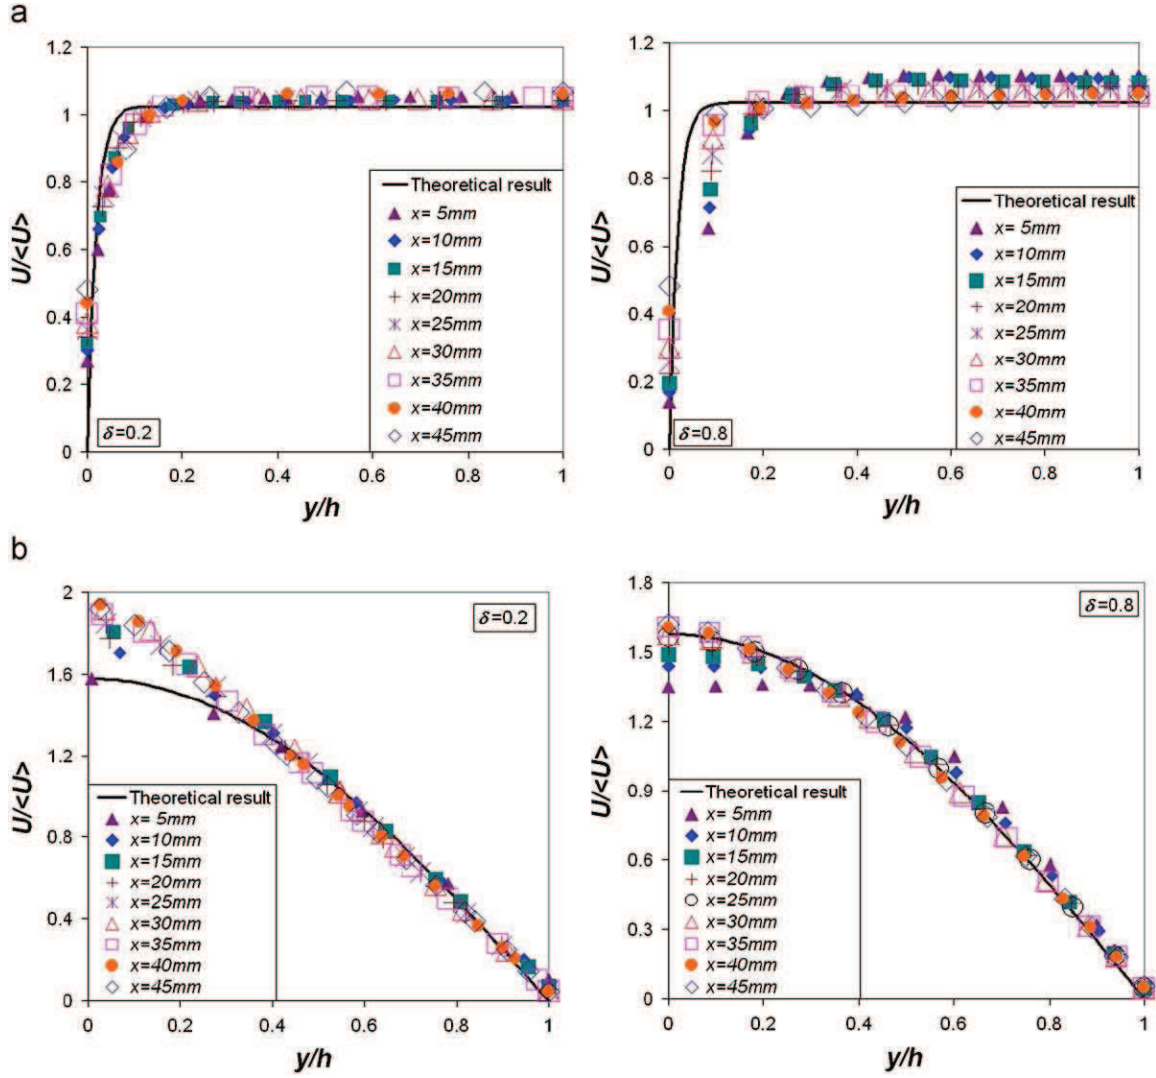 a
1.2
1
0.8
0.6
0.4
0.2
0
U/<U>
Theoretical result
x= 5mm
x=10mm
x=15mm
x=20mm
x=25mm
x=30mm
x=35mm
x=40mm
x=45mm
δ=0.2
0 0.2 0.4 0.6 0.8 1
y/h
1.2
1
0.8
0.6
0.4
0.2
0
U/<U>
Theoretical result
x= 5mm
x=10mm
x=15mm
x=20mm
x=25mm
x=30mm
x=35mm
x=40mm
x=45mm
δ=0.8
0 0.2 0.4 0.6 0.8 1
y/h
b
2
1.6
1.2
0.8
0.4
0
U/<U>
δ=0.2
Theoretical result
x= 5mm
x=10mm
x=15mm
x=20mm
x=25mm
x=30mm
x=35mm
x=40mm
x=45mm
0 0.2 0.4 0.6 0.8 1
y/h
1.8
1.5
1.2
0.9
0.6
0.3
0
U/<U>
δ=0.8
Theoretical result
x= 5mm
x=10mm
x=15mm
x=20mm
x=25mm
x=30mm
x=35mm
x=40mm
x=45mm
0 0.2 0.4 0.6 0.8 1
y/h